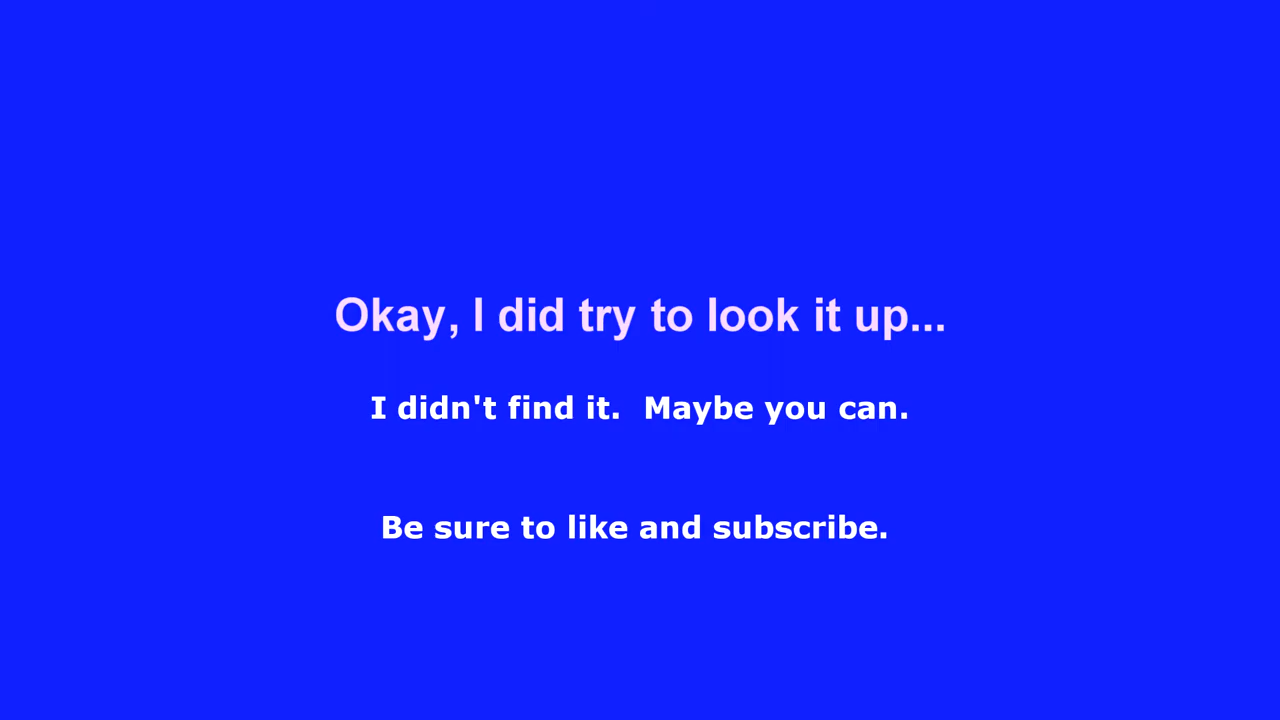 Okay, I did try to look it up...
I didn't find it.  Maybe you can.
Be sure to like and subscribe.